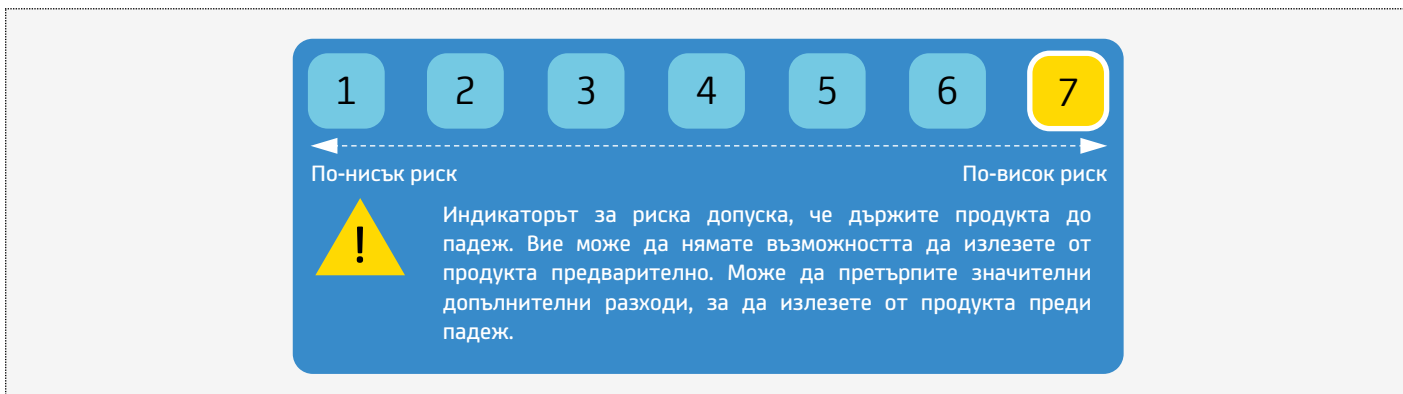 1 2 3 4 5 6 7
По-нисък риск По-висок риск
!
Индикаторът за риска допуска, че държите продукта до
падеж. Вие може да нямате възможността да излезете от
продукта предварително. Може да претърпите значителни
допълнителни разходи, за да излезете от продукта преди
падеж.